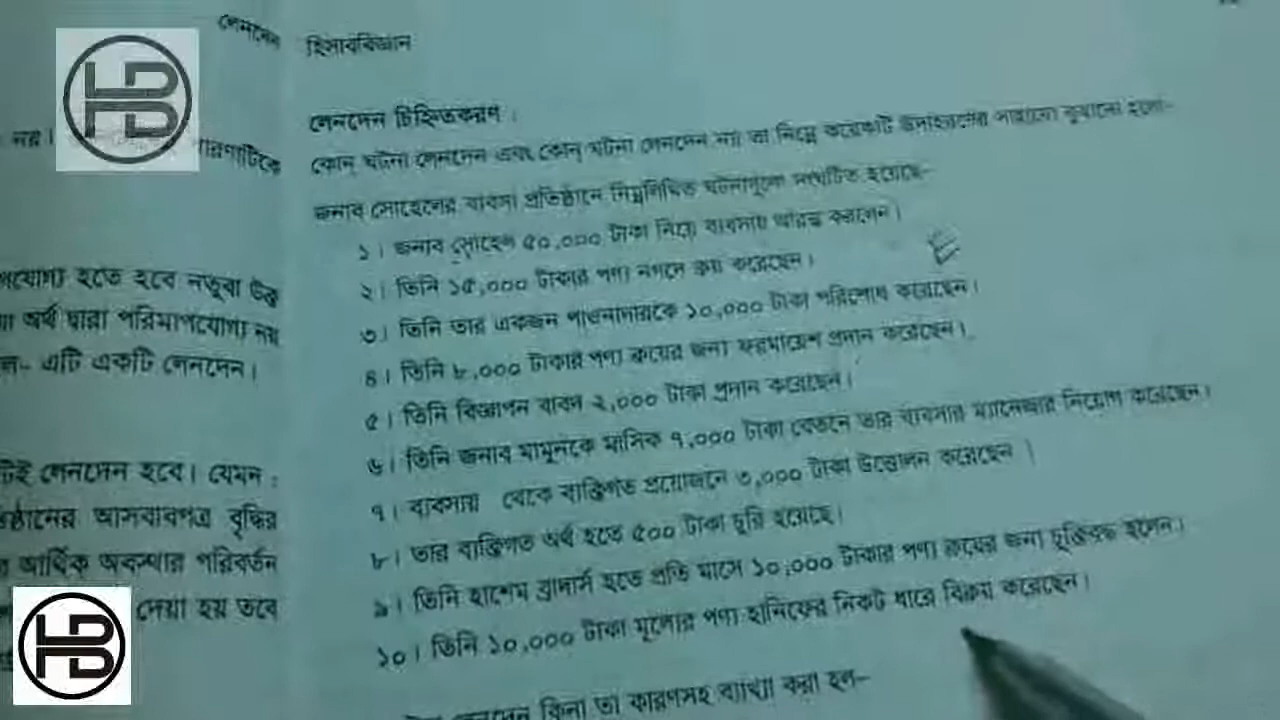 লেনদেন
হিসাববিজ্ঞান
লেনদেন চিহ্নিতকরণ :
কোন্ ঘটনা লেনদেন এবং কোন্ ঘটনা লেনদেন নয় তা নিম্নে কয়েকটি উদাহরণের সাহায্যে বুঝানো হলো-
জনাব সোহেলের ব্যবসা প্রতিষ্ঠানে নিম্নলিখিত ঘটনাগুলো সংঘটিত হয়েছে-
১। জনাব সোহেল ৫০,০০০ টাকা নিয়ে ব্যবসায় আরম্ভ করলেন।
২। তিনি ১৫,০০০ টাকার পণ্য নগদে ক্রয় করেছেন।
৩। তিনি তার একজন পাওনাদারকে ১০,০০০ টাকা পরিশোধ করেছেন।
৪। তিনি ৮,০০০ টাকার পণ্য ক্রয়ের জন্য ফরমায়েশ প্রদান করেছেন।
৫। তিনি বিজ্ঞাপন বাবদ ২,০০০ টাকা প্রদান করেছেন।
৬। তিনি জনাব মামুনকে মাসিক ৭,০০০ টাকা বেতনে তার ব্যবসার ম্যানেজার নিয়োগ করেছেন।
৭। ব্যবসায় থেকে ব্যক্তিগত প্রয়োজনে ৩,০০০ টাকা উত্তোলন করেছেন।
৮। তার ব্যক্তিগত অর্থ হতে ৫০০ টাকা চুরি হয়েছে।
৯। তিনি হাশেম ব্রাদার্স হতে প্রতি মাসে ১০,০০০ টাকার পণ্য ক্রয়ের জন্য চুক্তিবদ্ধ হলেন।
১০। তিনি ১০,০০০ টাকা মূল্যের পণ্য হানিফের নিকট ধারে বিক্রয় করেছেন।
লেনদেন কিনা তা কারণসহ ব্যাখ্যা করা হল-
নয়।
হতে হবে নতুবা উক্ত
অর্থ দ্বারা পরিমাপযোগ্য নয়
এটি একটি লেনদেন।
লেনদেন হবে। যেমন :
আসবাবপত্র বৃদ্ধির
আর্থিক অবস্থার পরিবর্তন
দেয়া হয় তবে